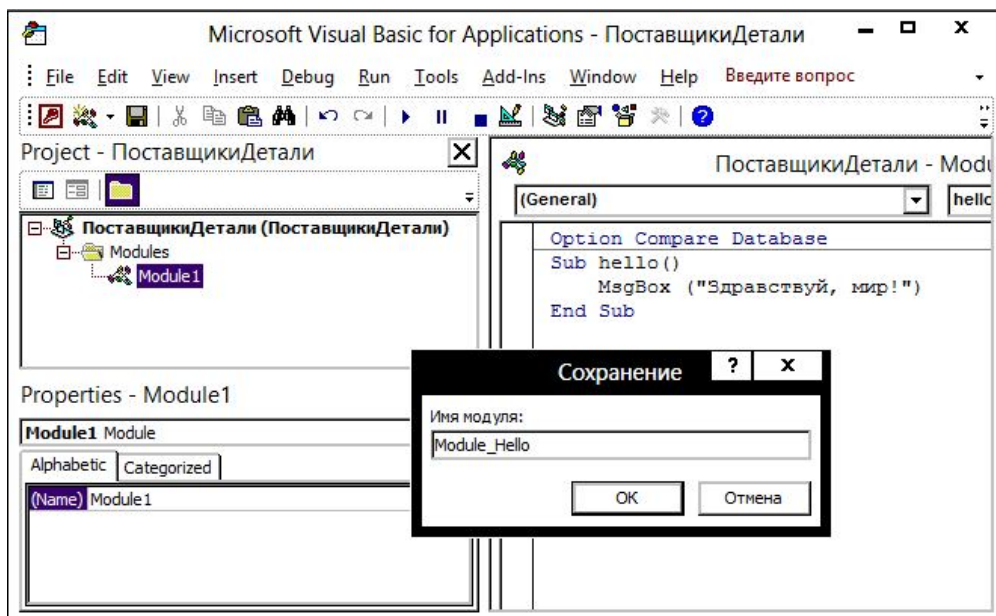 Microsoft Visual Basic for Applications - ПоставщикиДетали
File Edit View Insert Debug Run Tools Add-Ins Window Help Введите вопрос
Project - ПоставщикиДетали
ПоставщикиДетали (ПоставщикиДетали)
Modules
Module1
Properties - Module1
Module1 Module
Alphabetic Categorized
(Name) Module1
ПоставщикиДетали - Modu
(General) hello
Option Compare Database
Sub hello()
MsgBox ("Здравствуй, мир!")
End Sub
Сохранение
Имя модуля:
Module_Hello
OK Отмена